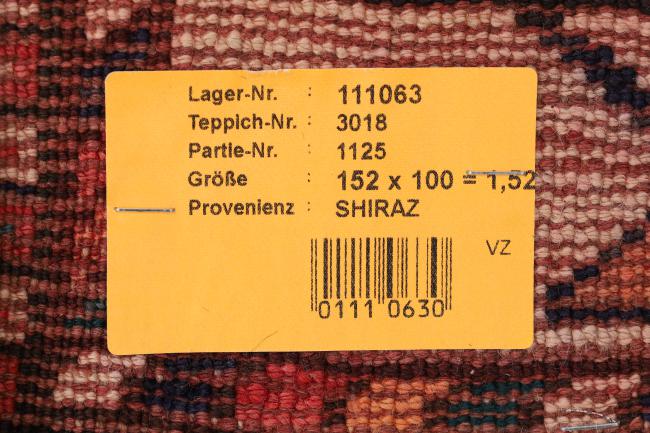 Lager-Nr. : 111063
Teppich-Nr. : 3018
Partie-Nr. : 1125
Größe : 152 x 100 = 1,52
Provenienz : SHIRAZ
VZ
0111 0630